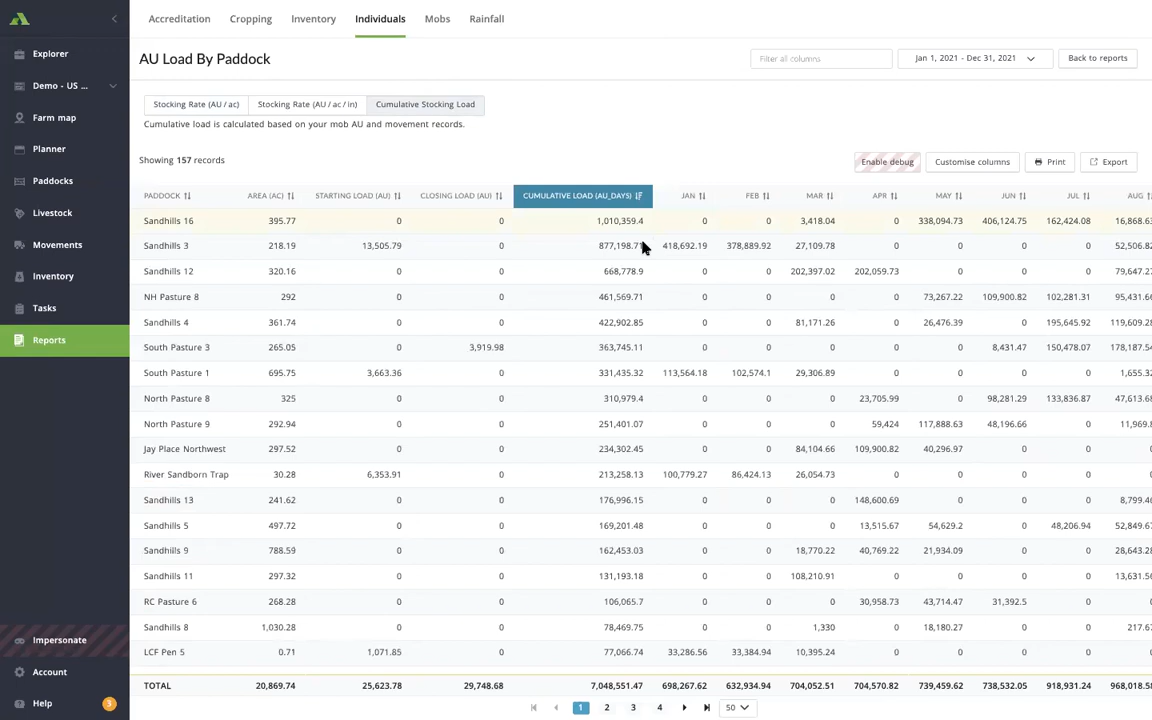 Accreditation Cropping Inventory Individuals Mobs Rainfall
Explorer
Demo - US ...
Farm map
Planner
Paddocks
Livestock
Movements
Inventory
Tasks
Reports
Impersonate
Account
Help 3
AU Load By Paddock Filter all columns Jan 1, 2021 - Dec 31, 2021 Back to reports
Stocking Rate (AU / ac) Stocking Rate (AU / ac / in) Cumulative Stocking Load
Cumulative load is calculated based on your mob AU and movement records.
Showing 157 records Enable debug Customise columns Print Export
PADDOCK AREA (AC) STARTING LOAD (AU) CLOSING LOAD (AU) CUMULATIVE LOAD (AU_DAYS) JAN FEB MAR APR MAY JUN JUL AUG
Sandhills 16 395.77 0 0 1,010,359.4 0 0 3,418.04 0 338,094.73 406,124.75 162,424.08 16,868.63
Sandhills 3 218.19 13,505.79 0 877,198.71 418,692.19 378,889.92 27,109.78 0 0 0 0 52,506.82
Sandhills 12 320.16 0 0 668,778.9 0 0 202,397.02 202,059.73 0 0 0 79,647.27
NH Pasture 8 292 0 0 461,569.71 0 0 0 0 73,267.22 109,900.82 102,281.31 95,431.66
Sandhills 4 361.74 0 0 422,902.85 0 0 81,171.26 0 26,476.39 0 195,645.92 119,609.28
South Pasture 3 265.05 0 3,919.98 363,745.11 0 0 0 0 0 8,431.47 150,478.07 178,187.54
South Pasture 1 695.75 3,663.36 0 331,435.32 113,564.18 102,574.1 29,306.89 0 0 0 0 1,655.32
North Pasture 8 325 0 0 310,979.4 0 0 0 23,705.99 0 98,281.29 133,836.87 47,613.68
North Pasture 9 292.94 0 0 251,401.07 0 0 0 59,424 117,888.63 48,196.66 0 11,969.8
Jay Place Northwest 297.52 0 0 234,302.45 0 0 84,104.66 109,900.82 40,296.97 0 0 0
River Sandborn Trap 30.28 6,353.91 0 213,258.13 100,779.27 86,424.13 26,054.73 0 0 0 0 0
Sandhills 13 241.62 0 0 176,996.15 0 0 0 148,600.69 0 0 0 8,799.46
Sandhills 5 497.72 0 0 169,201.48 0 0 0 13,515.67 54,629.2 0 48,206.94 52,849.67
Sandhills 9 788.59 0 0 162,453.03 0 0 18,770.22 40,769.22 21,934.09 0 0 28,643.28
Sandhills 11 297.32 0 0 131,193.18 0 0 108,210.91 0 0 0 0 13,631.56
RC Pasture 6 268.28 0 0 106,065.7 0 0 0 30,958.73 43,714.47 31,392.5 0 0
Sandhills 8 1,030.28 0 0 78,469.75 0 0 1,330 0 18,180.27 0 0 217.67
LCF Pen 5 0.71 1,071.85 0 77,066.74 33,286.56 33,384.94 10,395.24 0 0 0 0 0
TOTAL 20,869.74 25,623.78 29,748.68 7,048,551.47 698,267.62 632,934.94 704,052.51 704,570.82 739,459.62 738,532.05 918,931.24 968,018.58
1 2 3 4 50